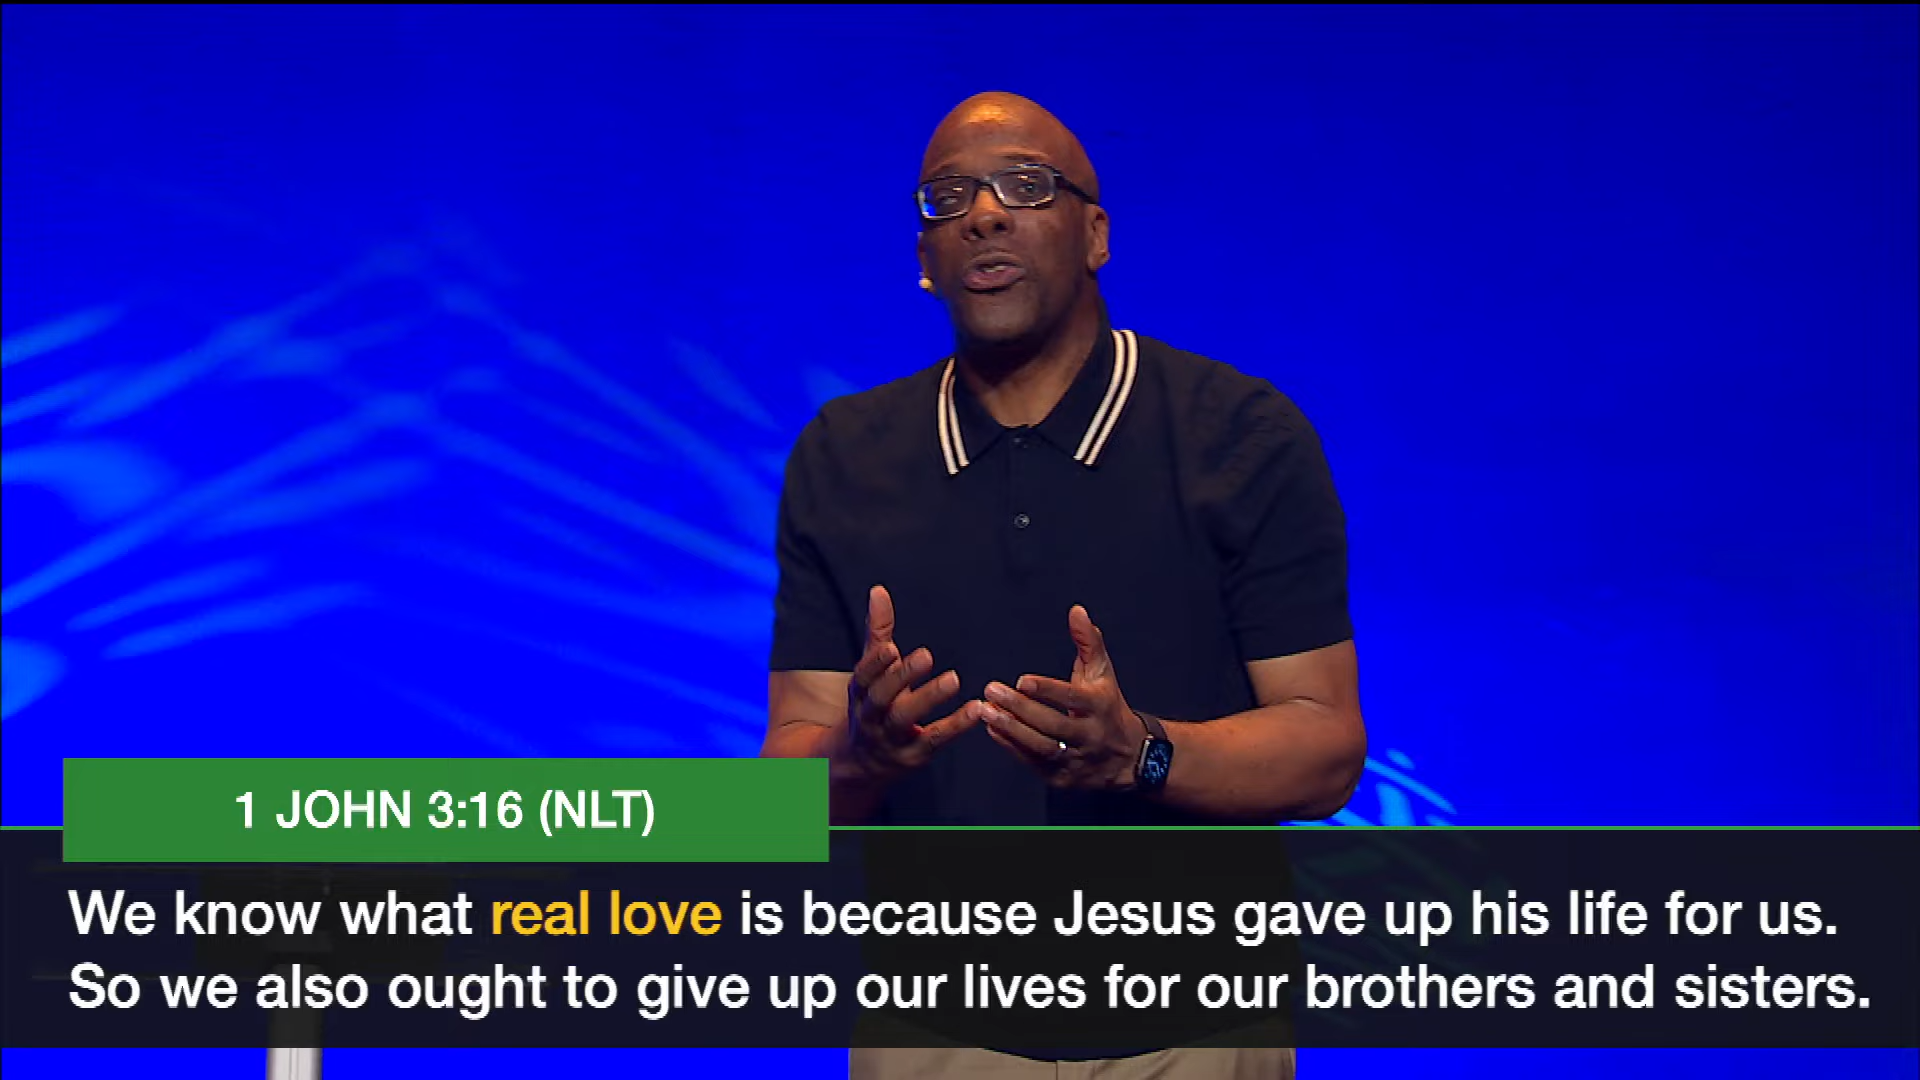 1 JOHN 3:16 (NLT)
We know what real love is because Jesus gave up his life for us.
So we also ought to give up our lives for our brothers and sisters.